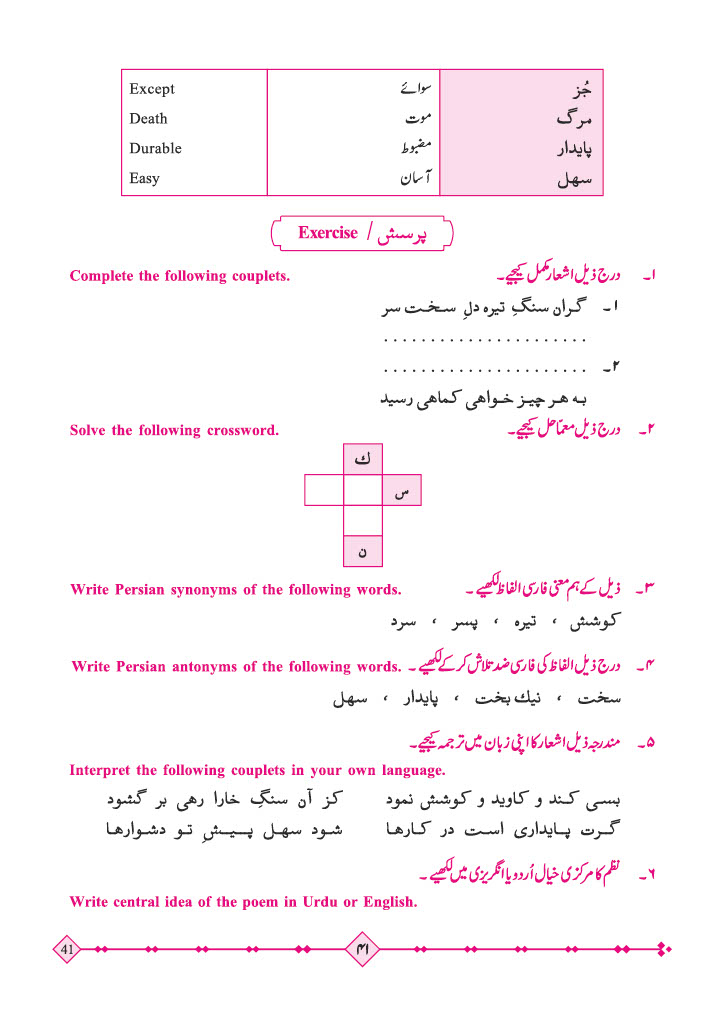 Except سوائے جُز
Death موت مرگ
Durable مضبوط پایدار
Easy آسان سهل
Exercise / پرسش
Complete the following couplets. ۱۔ درج ذیل اشعار مکمل کیجیے۔
۱۔ گران سنگِ تیره دلِ سخت سر
. . . . . . . . . . . . . . . . . . . . . .
۲۔ . . . . . . . . . . . . . . . . . . . . . .
به هر چیز خواهی کماهی رسید
Solve the following crossword. ۲۔ درج ذیل معمّا حل کیجیے۔
ك
س
ن
Write Persian synonyms of the following words. ۳۔ ذیل کے ہم معنی فارسی الفاظ لکھیے ۔
کوشش ، تیره ، پسر ، سرد
Write Persian antonyms of the following words. ۴۔ درج ذیل الفاظ کی فارسی ضد تلاش کرکے لکھیے ۔
سخت ، نیك بخت ، پایدار ، سهل
۵۔ مندرجہ ذیل اشعار کا اپنی زبان میں ترجمہ کیجیے۔
Interpret the following couplets in your own language.
بسی کند و کاوید و کوشش نمود کز آن سنگِ خارا رهی بر گشود
گرت پایداری است در کارها شود سهل پیشِ تو دشوارها
۶۔ نظم کا مرکزی خیال اُردو یا انگریزی میں لکھیے ۔
Write central idea of the poem in Urdu or English.
41 ۴۱